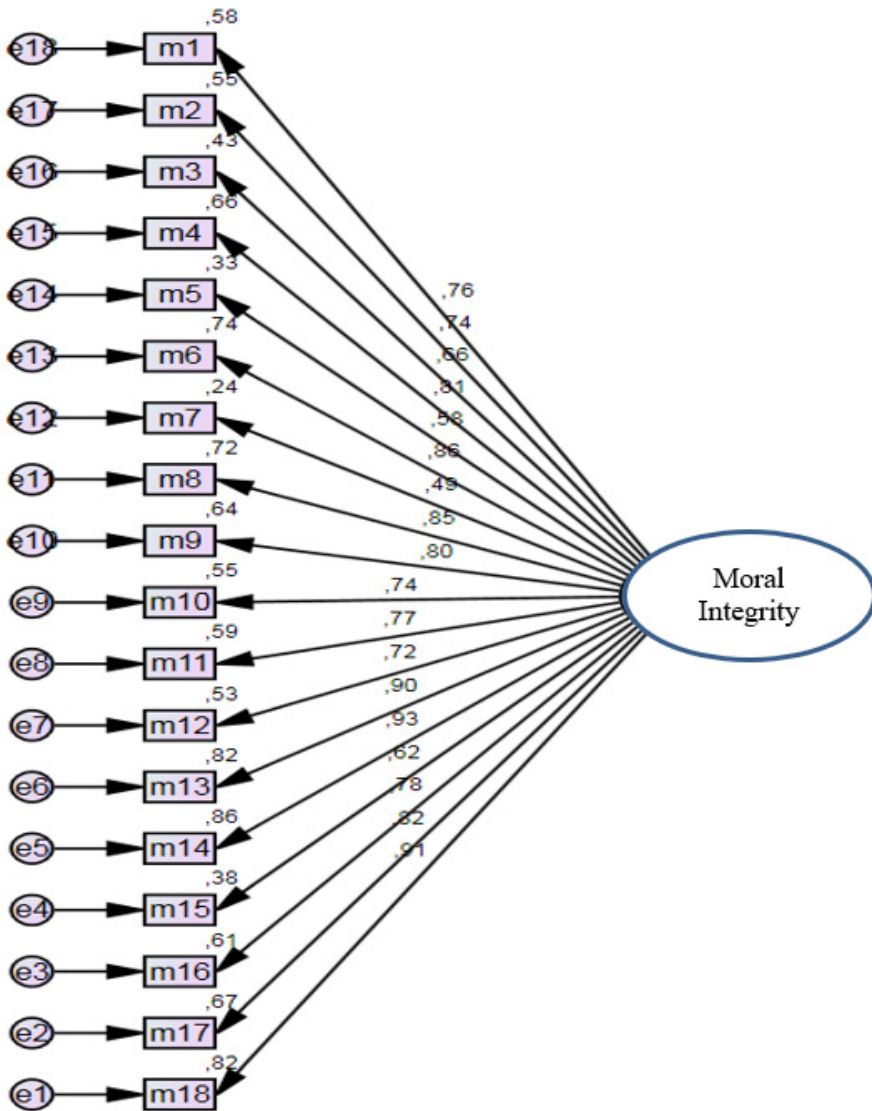 ,58
e18 m1
,55
e17 m2
,43
e16 m3
,66
e15 m4
,33
e14 m5
,76
,74
e13 m6
,74
,66
,24
e12 m7
,81
,58
,72
e11 m8
,86
,49
,64
e10 m9
,85
,80
,55
e9 m10
,74
Moral
Integrity
,59
e8 m11
,77
,72
,53
e7 m12
,90
,82
e6 m13
,93
,62
,86
e5 m14
,78
,82
,38
e4 m15
,91
,61
e3 m16
,67
e2 m17
,82
e1 m18